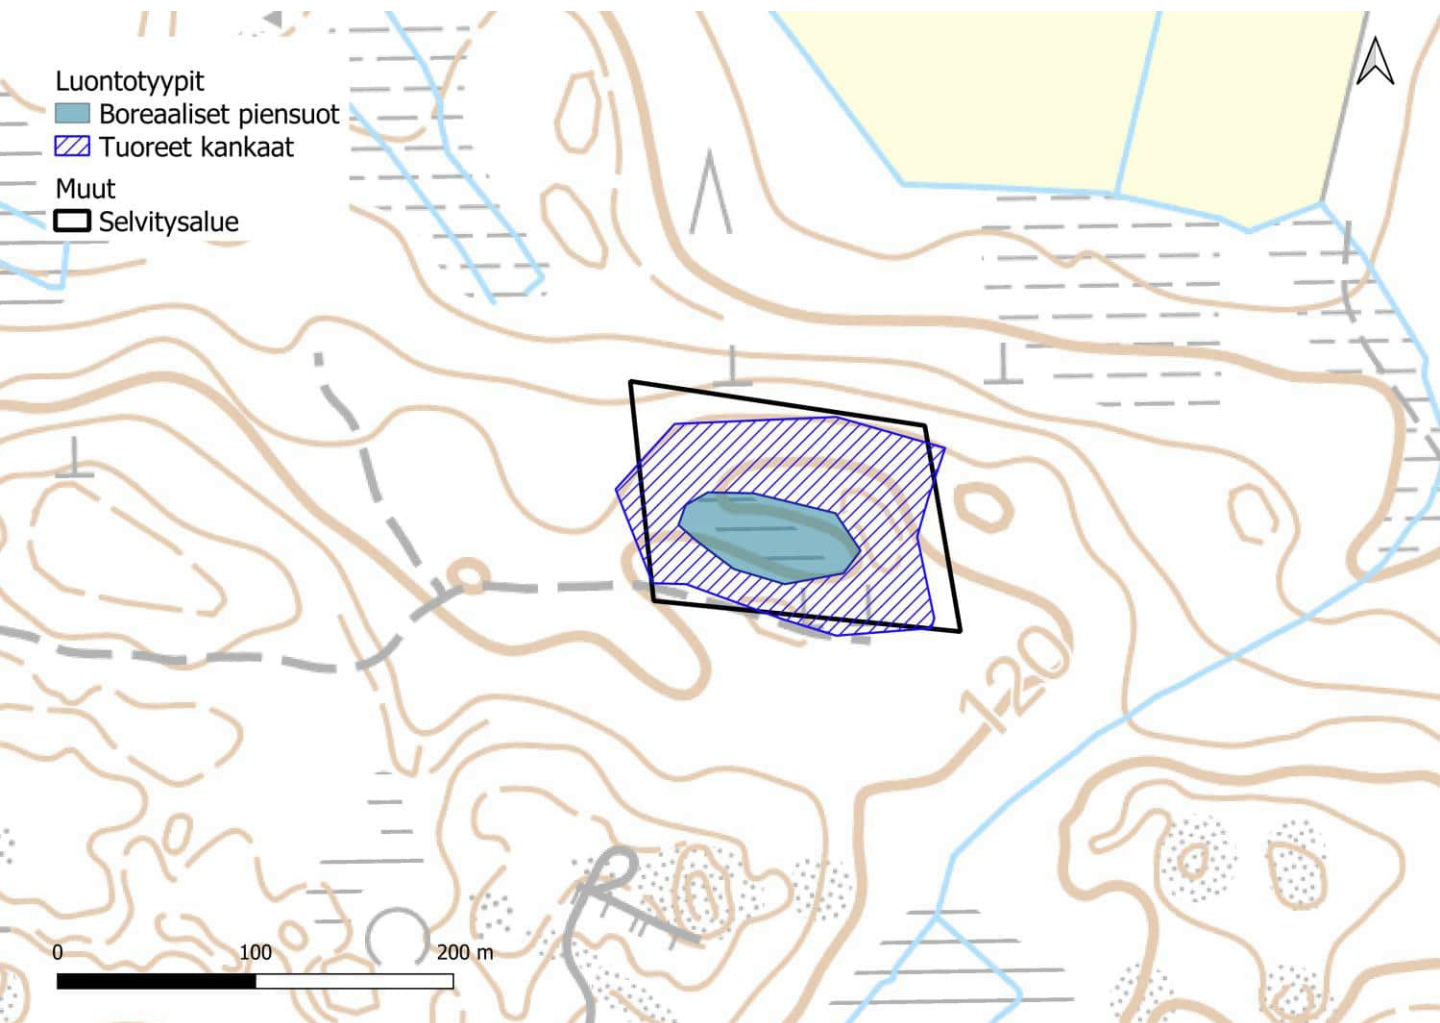 Luontotyypit
Boreaaliset piensuot
Tuoreet kankaat
Muut
Selvitysalue
120
0 100 200 m